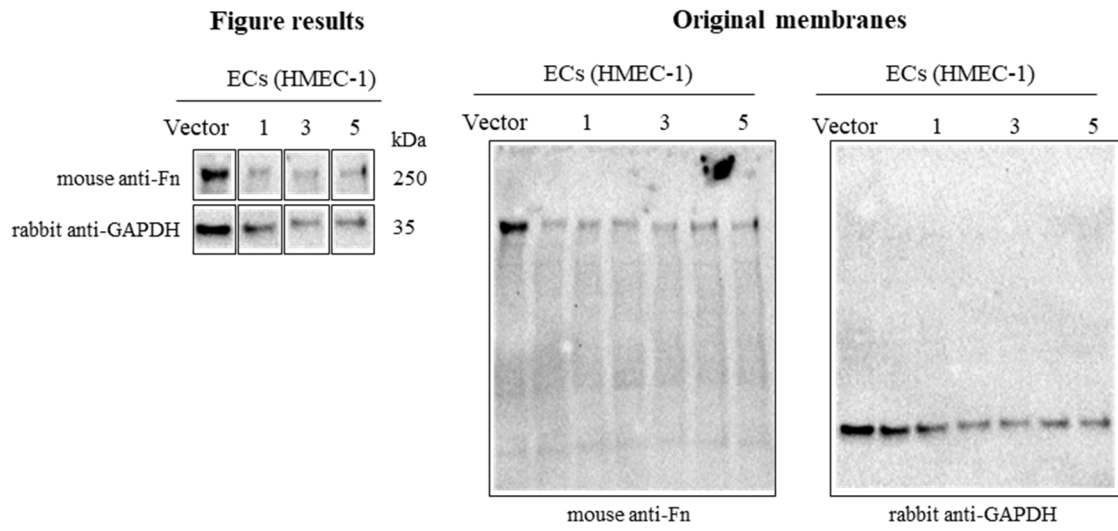 Figure results
ECs (HMEC-1)
Vector 1 3 5 kDa
mouse anti-Fn 250
rabbit anti-GAPDH 35
Original membranes
ECs (HMEC-1)
Vector 1 3 5
mouse anti-Fn
ECs (HMEC-1)
Vector 1 3 5
rabbit anti-GAPDH